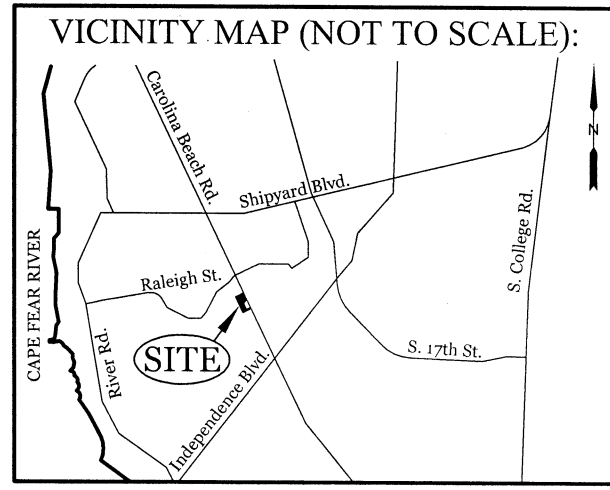 VICINITY MAP (NOT TO SCALE):
Carolina Beach Rd.
N
Shipyard Blvd.
S. College Rd.
Raleigh St.
CAPE FEAR RIVER
River Rd.
SITE
S. 17th St.
Independence Blvd.